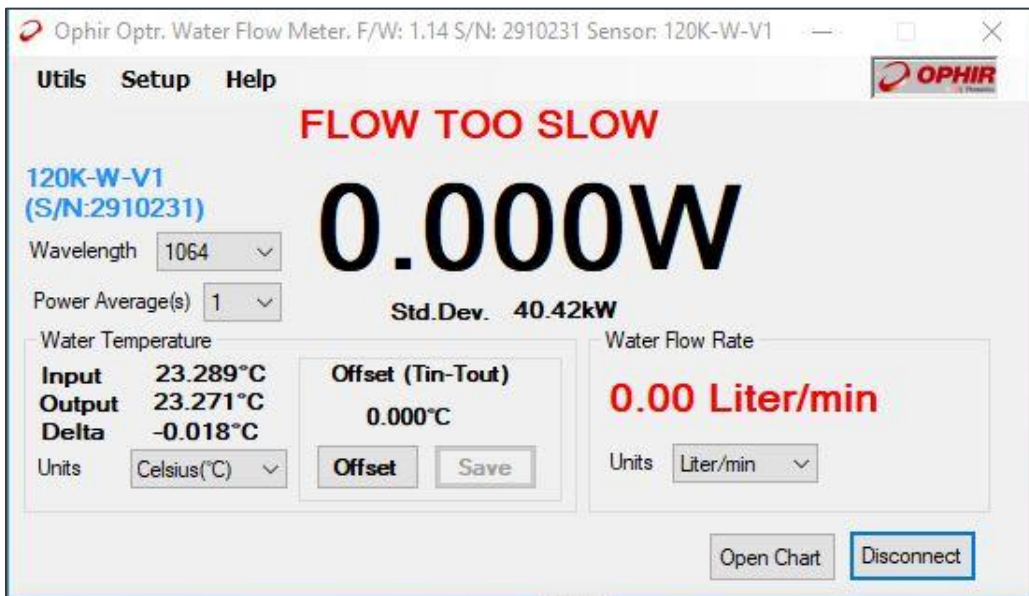 Ophir Optr. Water Flow Meter. F/W: 1.14 S/N: 2910231 Sensor: 120K-W-V1
Utils Setup Help
OPHIR
FLOW TOO SLOW
120K-W-V1
(S/N:2910231)
0.000W
Wavelength 1064
Power Average(s) 1
Std.Dev. 40.42kW
Water Temperature
Input 23.289°C
Output 23.271°C
Delta -0.018°C
Units Celsius(°C)
Offset (Tin-Tout)
0.000°C
Offset Save
Water Flow Rate
0.00 Liter/min
Units Liter/min
Open Chart Disconnect